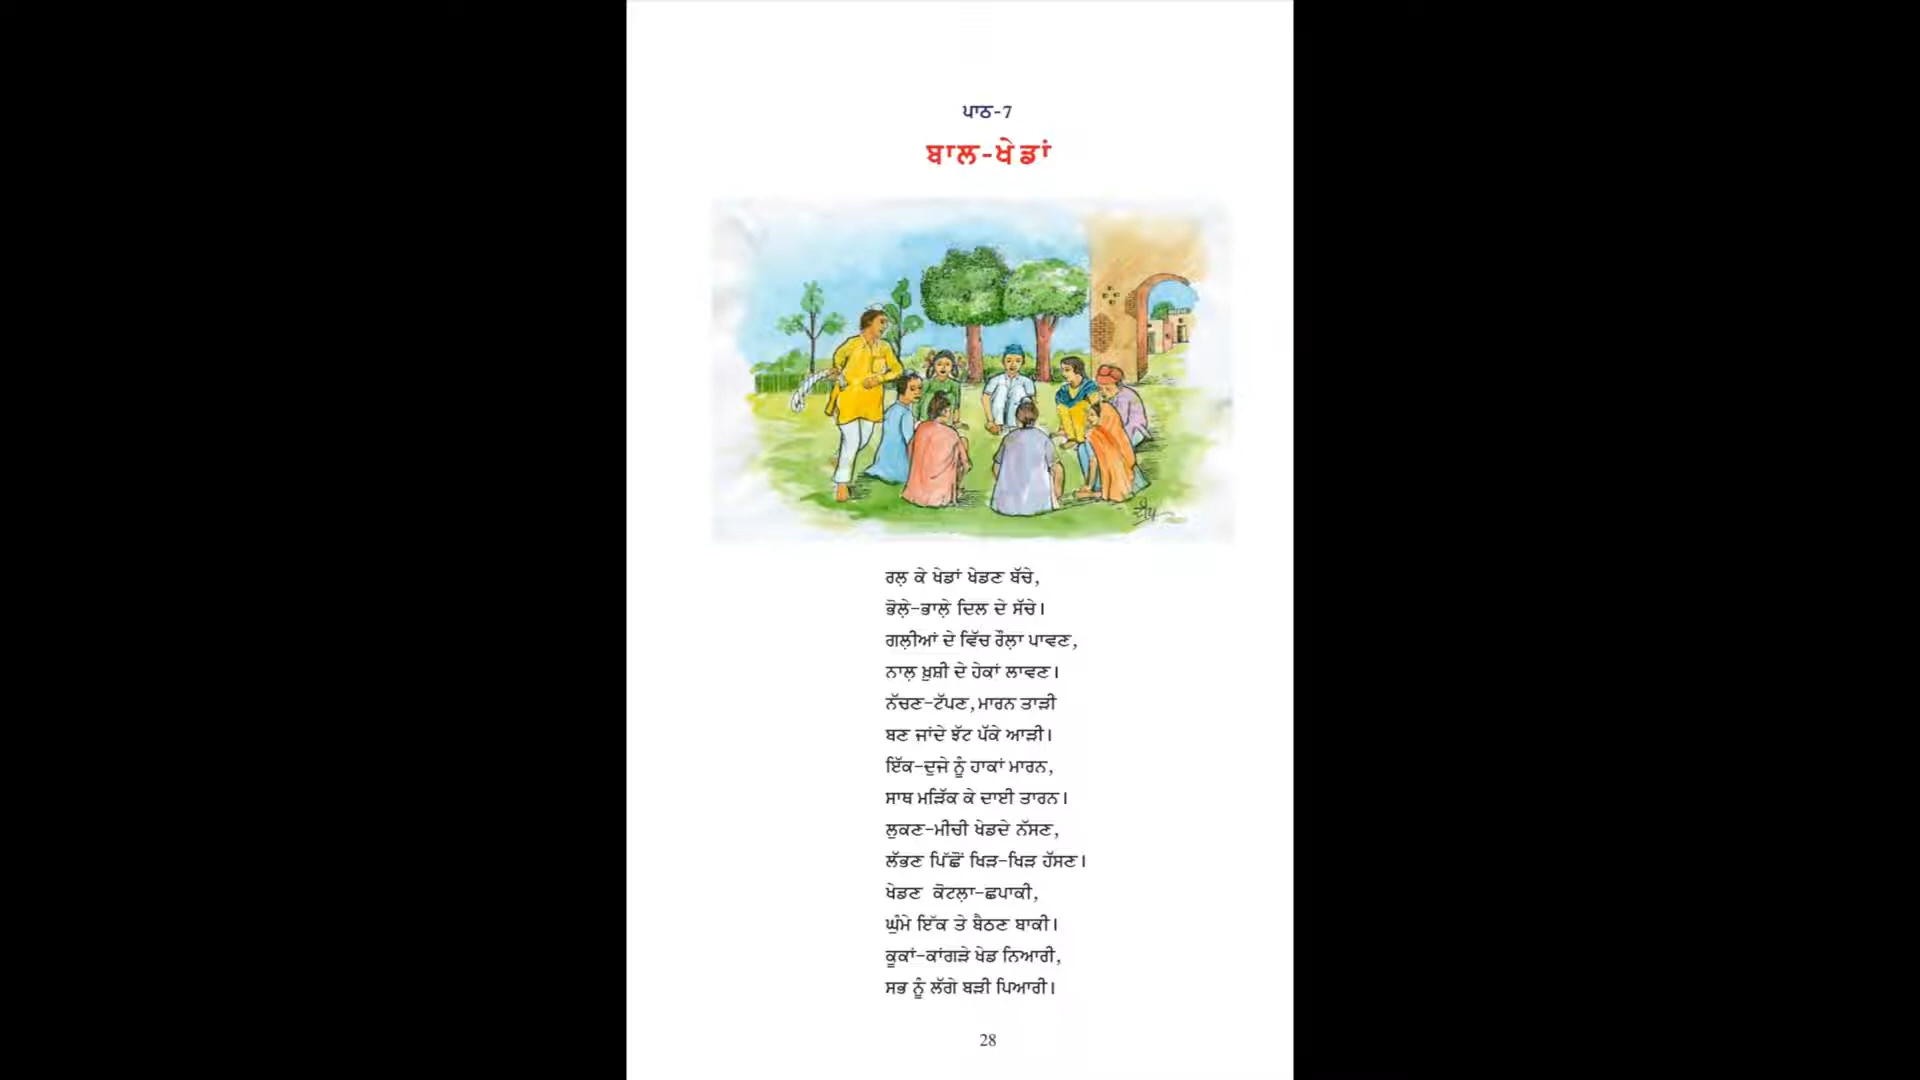 ਪਾਠ-7
ਬਾਲ-ਖੇਡਾਂ
ਦੀਪ
ਰਲ਼ ਕੇ ਖੇਡਾਂ ਖੇਡਣ ਬੱਚੇ,
ਭੋਲ਼ੇ-ਭਾਲ਼ੇ ਦਿਲ ਦੇ ਸੱਚੇ।
ਗਲ਼ੀਆਂ ਦੇ ਵਿੱਚ ਰੌਲ਼ਾ ਪਾਵਣ,
ਨਾਲ਼ ਖ਼ੁਸ਼ੀ ਦੇ ਹੇਕਾਂ ਲਾਵਣ।
ਨੱਚਣ-ਟੱਪਣ,ਮਾਰਨ ਤਾੜੀ
ਬਣ ਜਾਂਦੇ ਝੱਟ ਪੱਕੇ ਆੜੀ।
ਇੱਕ-ਦੂਜੇ ਨੂੰ ਹਾਕਾਂ ਮਾਰਨ,
ਸਾਥ ਮੜਿੱਕ ਕੇ ਦਾਈ ਤਾਰਨ।
ਲੁਕਣ-ਮੀਚੀ ਖੇਡਦੇ ਨੱਸਣ,
ਲੱਭਣ ਪਿੱਛੋਂ ਖਿੜ-ਖਿੜ ਹੱਸਣ।
ਖੇਡਣ ਕੋਟਲ਼ਾ-ਛਪਾਕੀ,
ਘੁੰਮੇ ਇੱਕ ਤੇ ਬੈਠਣ ਬਾਕੀ।
ਕੂਕਾਂ-ਕਾਂਗੜੇ ਖੇਡ ਨਿਆਰੀ,
ਸਭ ਨੂੰ ਲੱਗੇ ਬੜੀ ਪਿਆਰੀ।
28